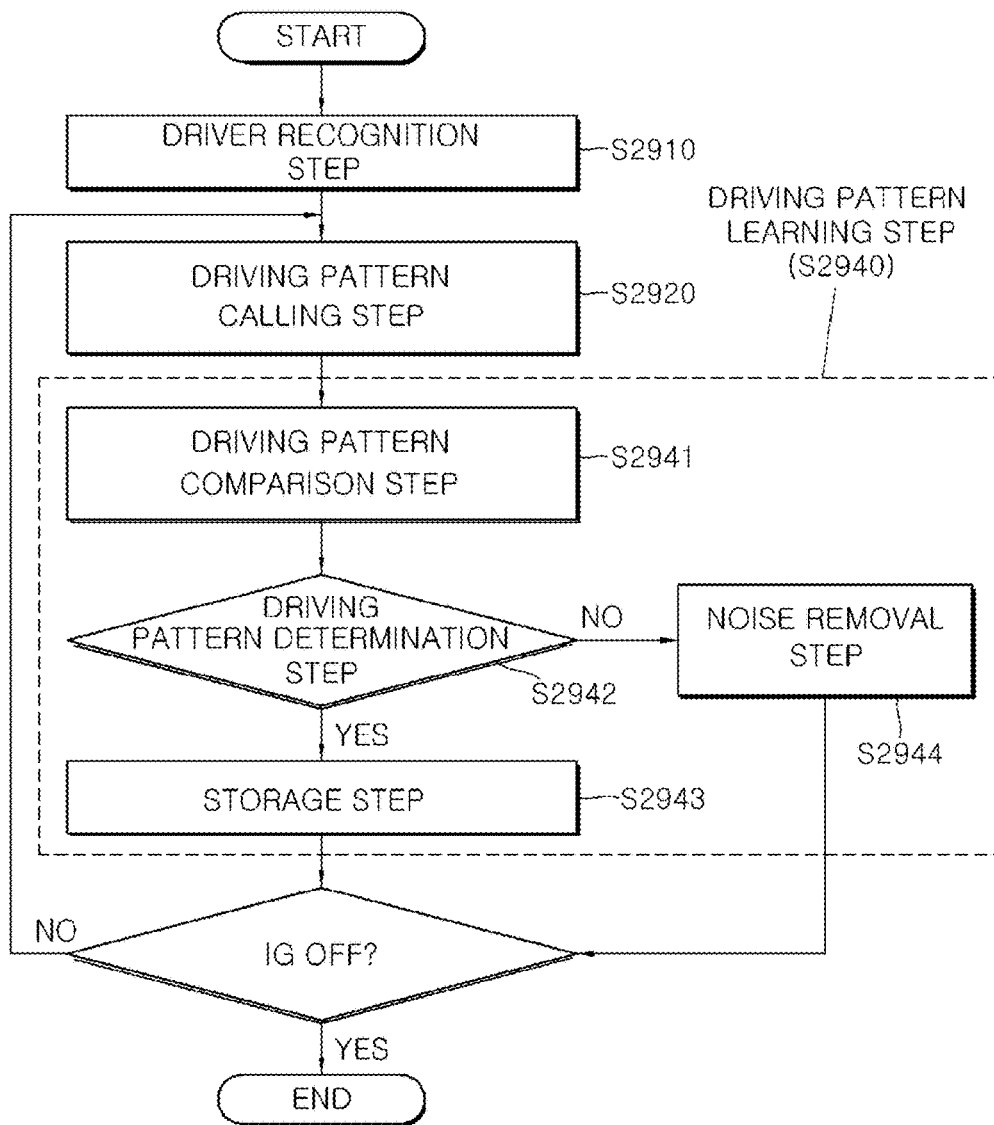 START
DRIVER RECOGNITION
STEP
S2910
DRIVING PATTERN
LEARNING STEP
(S2940)
DRIVING PATTERN
CALLING STEP
S2920
DRIVING PATTERN
COMPARISON STEP
S2941
DRIVING
PATTERN DETERMINATION
STEP
S2942
NO
NOISE REMOVAL
STEP
S2944
YES
STORAGE STEP
S2943
NO
IG OFF?
YES
END